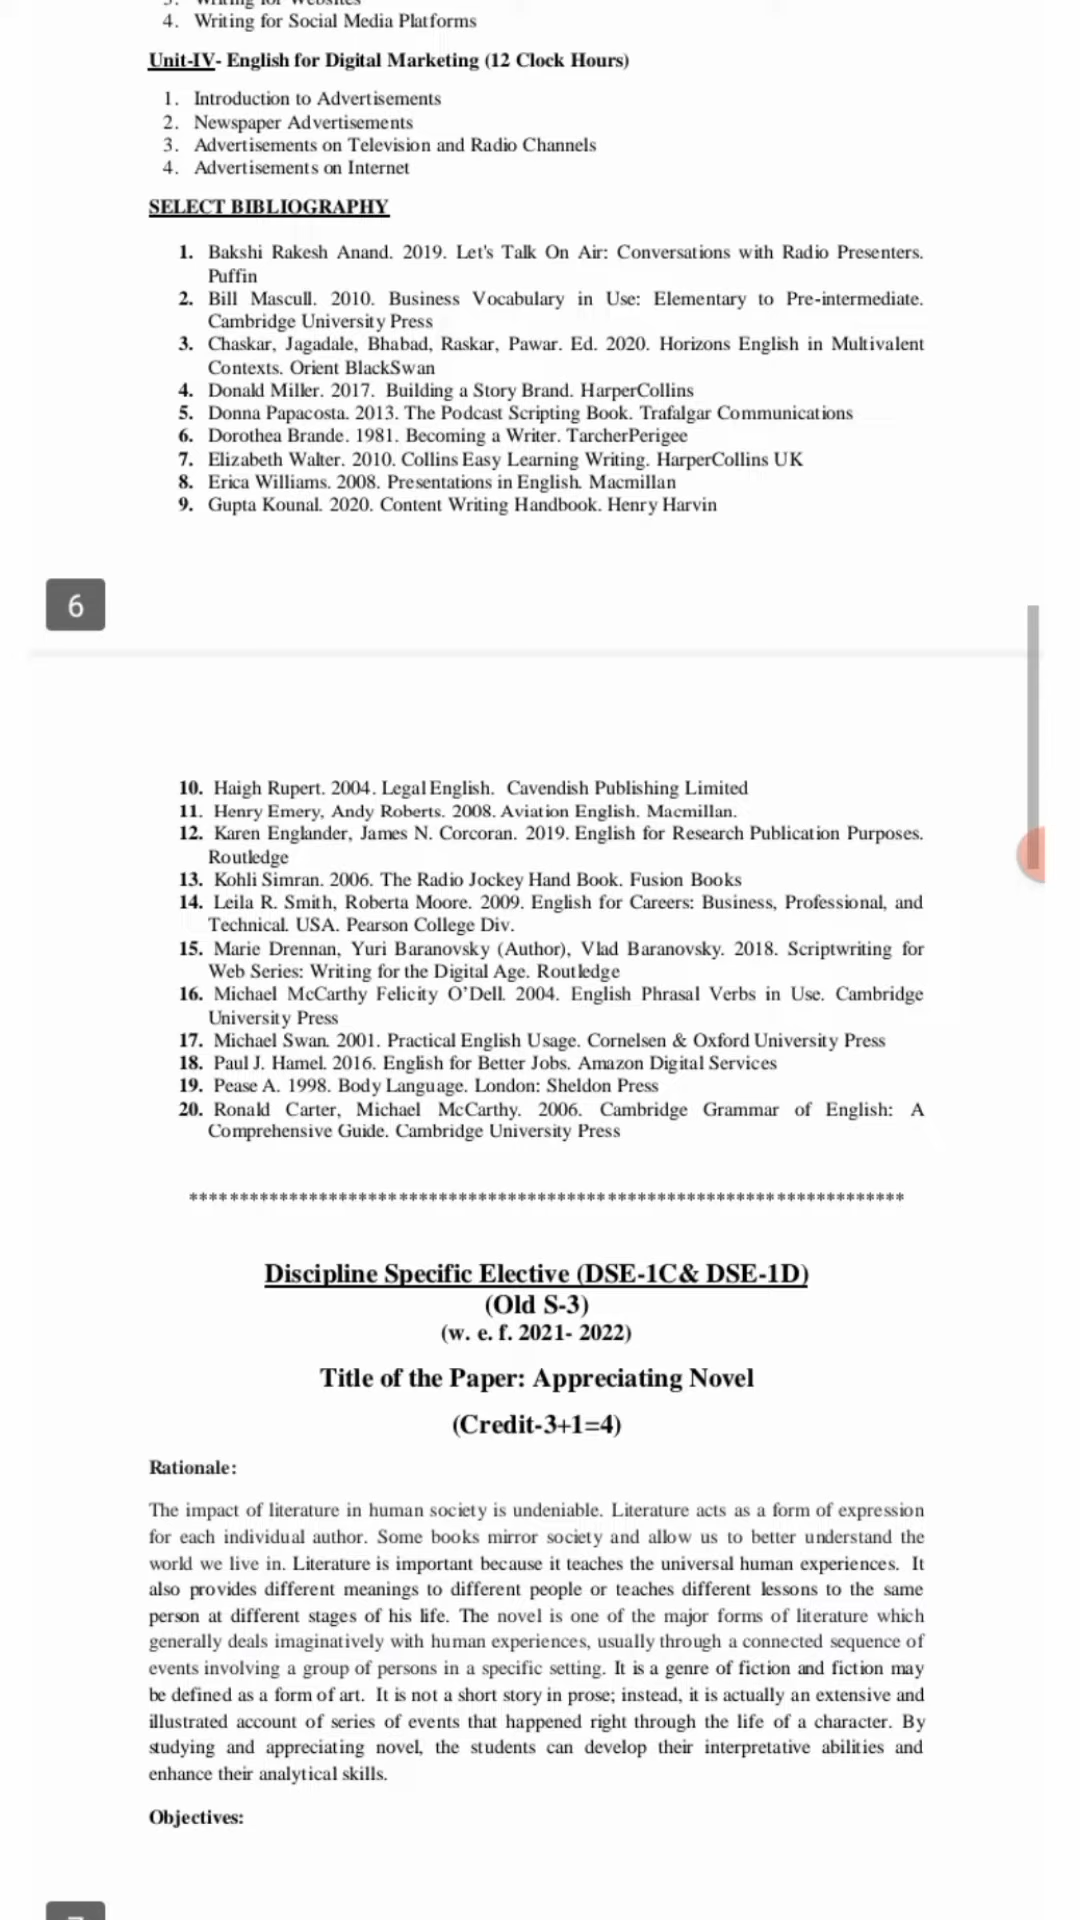 4. Writing for Social Media Platforms
Unit-IV- English for Digital Marketing (12 Clock Hours)
1. Introduction to Advertisements
2. Newspaper Advertisements
3. Advertisements on Television and Radio Channels
4. Advertisements on Internet
SELECT BIBLIOGRAPHY
1. Bakshi Rakesh Anand. 2019. Let's Talk On Air: Conversations with Radio Presenters.
Puffin
2. Bill Mascull. 2010. Business Vocabulary in Use: Elementary to Pre-intermediate.
Cambridge University Press
3. Chaskar, Jagadale, Bhabad, Raskar, Pawar. Ed. 2020. Horizons English in Multivalent
Contexts. Orient BlackSwan
4. Donald Miller. 2017. Building a Story Brand. HarperCollins
5. Donna Papacosta. 2013. The Podcast Scripting Book. Trafalgar Communications
6. Dorothea Brande. 1981. Becoming a Writer. TarcherPerigee
7. Elizabeth Walter. 2010. Collins Easy Learning Writing. HarperCollins UK
8. Erica Williams. 2008. Presentations in English. Macmillan
9. Gupta Kounal. 2020. Content Writing Handbook. Henry Harvin
6
10. Haigh Rupert. 2004. Legal English. Cavendish Publishing Limited
11. Henry Emery, Andy Roberts. 2008. Aviation English. Macmillan.
12. Karen Englander, James N. Corcoran. 2019. English for Research Publication Purposes.
Routledge
13. Kohli Simran. 2006. The Radio Jockey Hand Book. Fusion Books
14. Leila R. Smith, Roberta Moore. 2009. English for Careers: Business, Professional, and
Technical. USA. Pearson College Div.
15. Marie Drennan, Yuri Baranovsky (Author), Vlad Baranovsky. 2018. Scriptwriting for
Web Series: Writing for the Digital Age. Routledge
16. Michael McCarthy Felicity O'Dell. 2004. English Phrasal Verbs in Use. Cambridge
University Press
17. Michael Swan. 2001. Practical English Usage. Cornelsen & Oxford University Press
18. Paul J. Hamel. 2016. English for Better Jobs. Amazon Digital Services
19. Pease A. 1998. Body Language. London: Sheldon Press
20. Ronald Carter, Michael McCarthy. 2006. Cambridge Grammar of English: A
Comprehensive Guide. Cambridge University Press
***********************************************************************
Discipline Specific Elective (DSE-1C& DSE-1D)
(Old S-3)
(w. e. f. 2021- 2022)
Title of the Paper: Appreciating Novel
(Credit-3+1=4)
Rationale:
The impact of literature in human society is undeniable. Literature acts as a form of expression
for each individual author. Some books mirror society and allow us to better understand the
world we live in. Literature is important because it teaches the universal human experiences. It
also provides different meanings to different people or teaches different lessons to the same
person at different stages of his life. The novel is one of the major forms of literature which
generally deals imaginatively with human experiences, usually through a connected sequence of
events involving a group of persons in a specific setting. It is a genre of fiction and fiction may
be defined as a form of art. It is not a short story in prose; instead, it is actually an extensive and
illustrated account of series of events that happened right through the life of a character. By
studying and appreciating novel, the students can develop their interpretative abilities and
enhance their analytical skills.
Objectives: